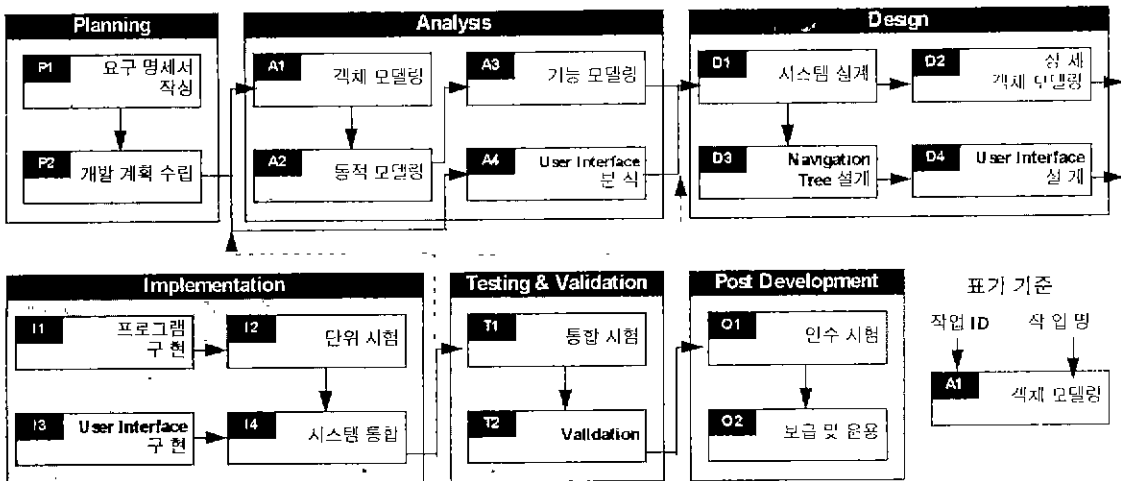 Planning
P1
요구 명세서
작성
P2
개발 계획 수립
Analysis
A1
객체 모델링
A3
기능 모델링
A2
동적 모델링
A4
User Interface
분 석
Design
D1
시스템 설계
D2
상 세
객체 모델링
D3
Navigation
Tree 설계
D4
User Interface
설 계
Implementation
I1
프로그램
구 현
I2
단위 시험
I3
User Interface
구 현
I4
시스템 통합
Testing & Validation
T1
통합 시험
T2
Validation
Post Development
O1
인수 시험
O2
보급 및 운용
표기 기준
작업 ID
작 업 명
A1
객체 모델링